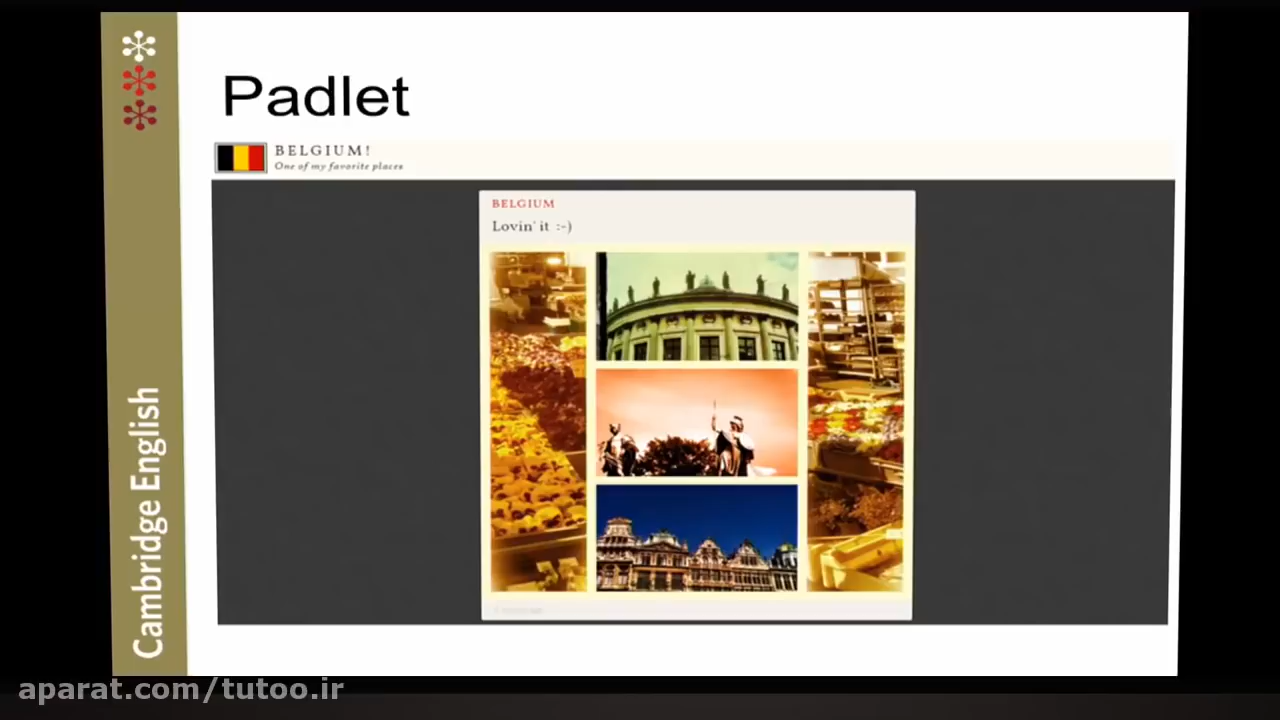 Padlet
BELGIUM!
One of my favorite places
BELGIUM
Lovin' it :-)
Cambridge English
aparat.com/tutoo.ir